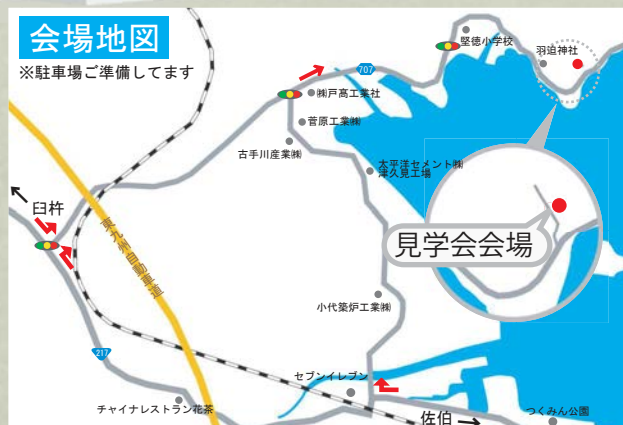 会場地図
※駐車場ご準備してます
堅徳小学校
羽迫神社
707
㈱戸髙工業社
菅原工業㈱
古手川産業㈱
太平洋セメント㈱
津久見工場
臼杵
東九州自動車道
見学会会場
小代築炉工業㈱
217
セブンイレブン
チャイナレストラン花茶
佐伯
つくみん公園